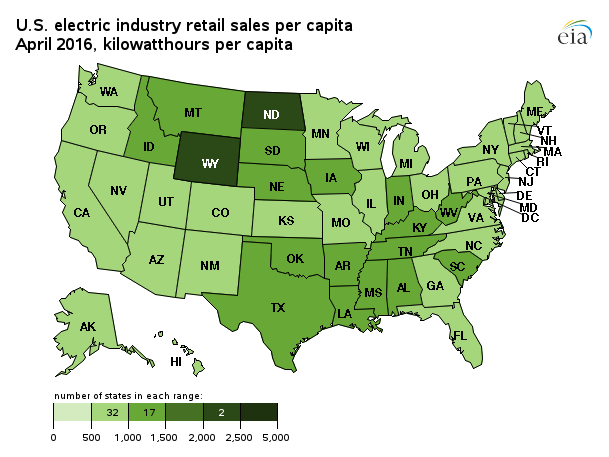 U.S. electric industry retail sales per capita
April 2016, kilowatthours per capita
eia
WA
MT
ND
MN
ME
OR
ID
SD
WI
MI
NY
VT
NH
MA
RI
CT
WY
NE
IA
PA
NJ
NV
UT
CO
IL
IN
OH
DE
MD
DC
CA
KS
MO
KY
WV
VA
AZ
NM
OK
AR
TN
NC
SC
TX
LA
MS
AL
GA
AK
HI
FL
number of states in each range:
32 17 2
0 500 1,000 1,500 2,000 2,500 5,000